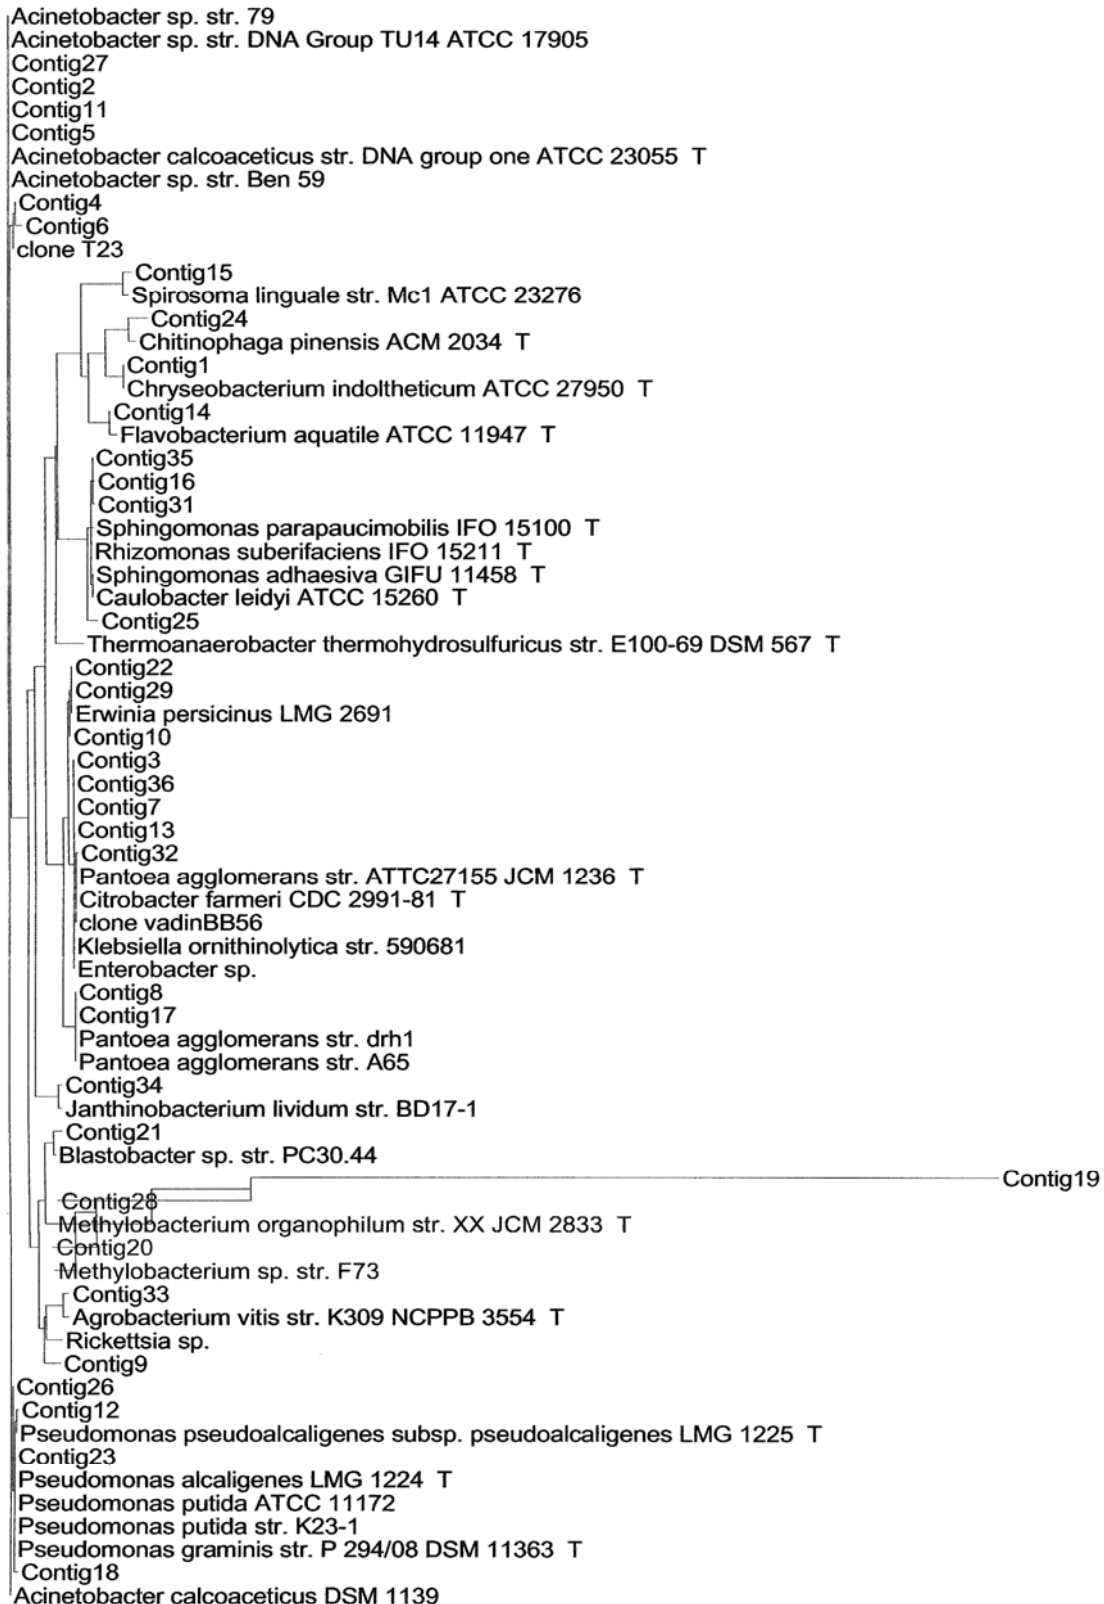 Acinetobacter sp. str. 79
Acinetobacter sp. str. DNA Group TU14 ATCC 17905
Contig27
Contig2
Contig11
Contig5
Acinetobacter calcoaceticus str. DNA group one ATCC 23055 T
Acinetobacter sp. str. Ben 59
Contig4
Contig6
clone T23
Contig15
Spirosoma linguale str. Mc1 ATCC 23276
Contig24
Chitinophaga pinensis ACM 2034 T
Contig1
Chryseobacterium indoltheticum ATCC 27950 T
Contig14
Flavobacterium aquatile ATCC 11947 T
Contig35
Contig16
Contig31
Sphingomonas parapaucimobilis IFO 15100 T
Rhizomonas suberifaciens IFO 15211 T
Sphingomonas adhaesiva GIFU 11458 T
Caulobacter leidyi ATCC 15260 T
Contig25
Thermoanaerobacter thermohydrosulfuricus str. E100-69 DSM 567 T
Contig22
Contig29
Erwinia persicinus LMG 2691
Contig10
Contig3
Contig36
Contig7
Contig13
Contig32
Pantoea agglomerans str. ATTC27155 JCM 1236 T
Citrobacter farmeri CDC 2991-81 T
clone vadinBB56
Klebsiella ornithinolytica str. 590681
Enterobacter sp.
Contig8
Contig17
Pantoea agglomerans str. drh1
Pantoea agglomerans str. A65
Contig34
Janthinobacterium lividum str. BD17-1
Contig21
Blastobacter sp. str. PC30.44
Contig19
Contig28
Methylobacterium organophilum str. XX JCM 2833 T
Contig20
Methylobacterium sp. str. F73
Contig33
Agrobacterium vitis str. K309 NCPPB 3554 T
Rickettsia sp.
Contig9
Contig26
Contig12
Pseudomonas pseudoalcaligenes subsp. pseudoalcaligenes LMG 1225 T
Contig23
Pseudomonas alcaligenes LMG 1224 T
Pseudomonas putida ATCC 11172
Pseudomonas putida str. K23-1
Pseudomonas graminis str. P 294/08 DSM 11363 T
Contig18
Acinetobacter calcoaceticus DSM 1139